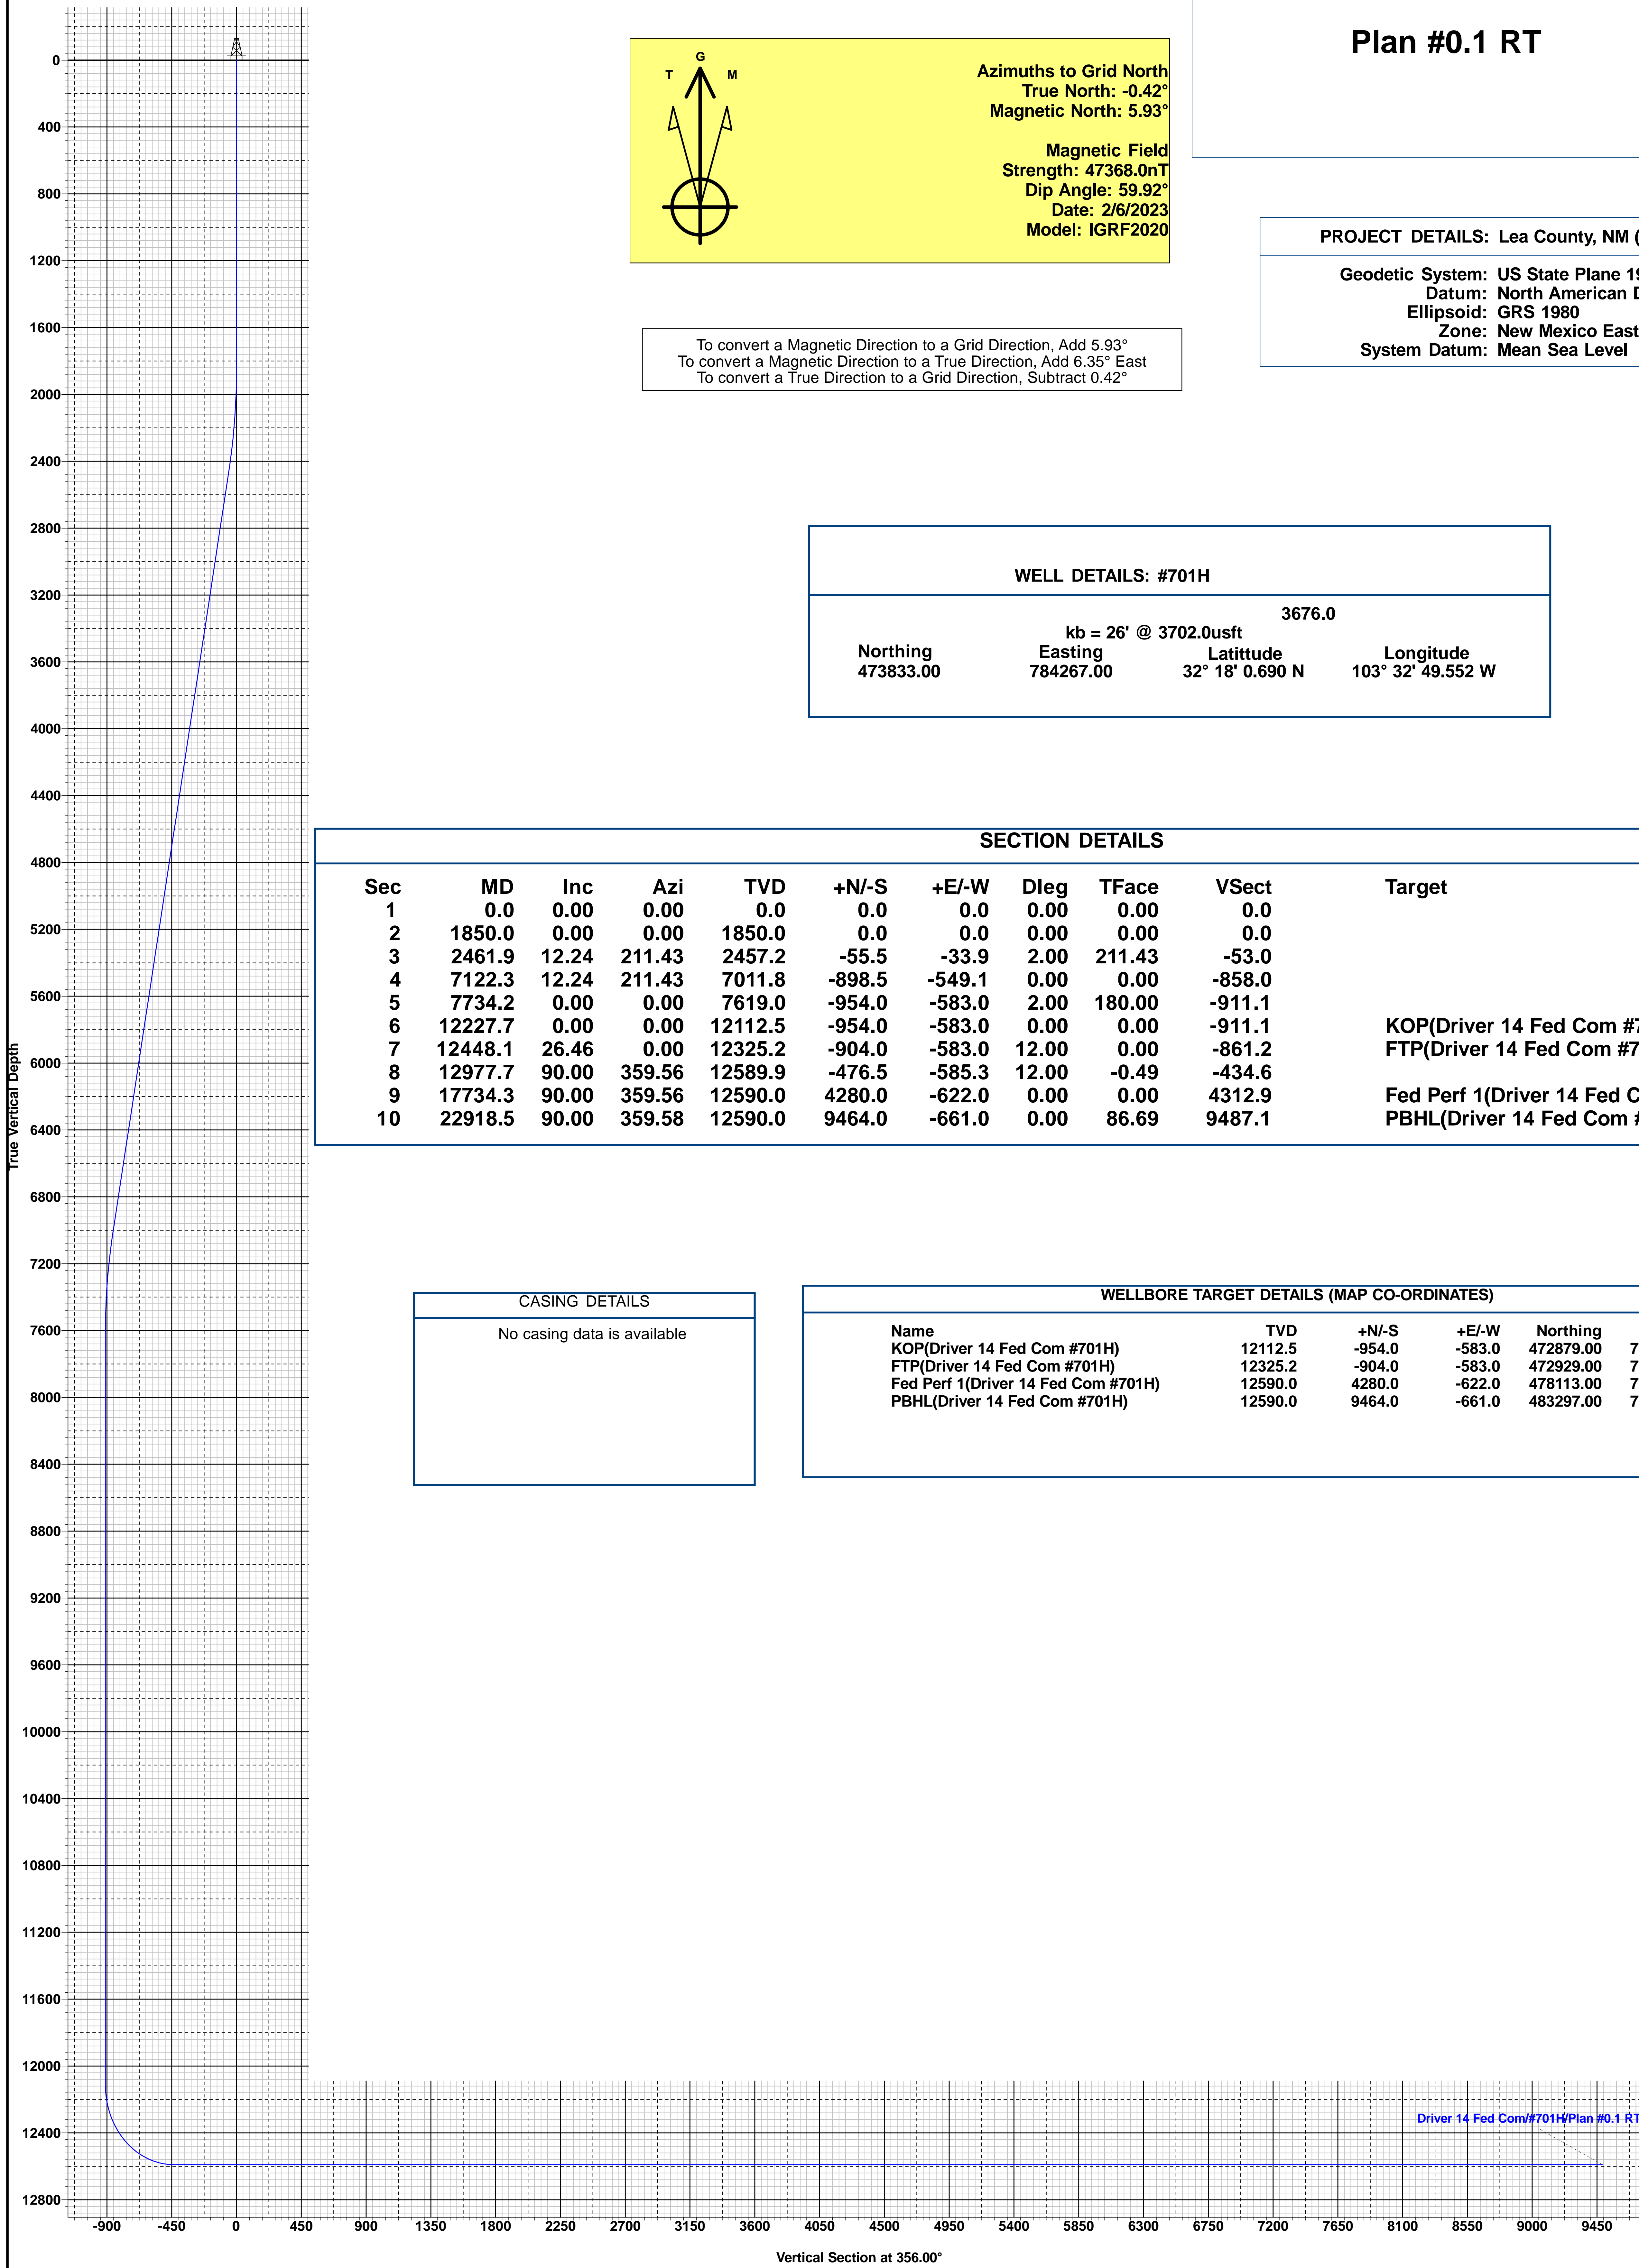 Plan #0.1 RT
G
T M
Azimuths to Grid North
True North: -0.42°
Magnetic North: 5.93°
Magnetic Field
Strength: 47368.0nT
Dip Angle: 59.92°
Date: 2/6/2023
Model: IGRF2020
PROJECT DETAILS: Lea County, NM (
Geodetic System: US State Plane 19
Datum: North American D
Ellipsoid: GRS 1980
Zone: New Mexico East
System Datum: Mean Sea Level
To convert a Magnetic Direction to a Grid Direction, Add 5.93°
To convert a Magnetic Direction to a True Direction, Add 6.35° East
To convert a True Direction to a Grid Direction, Subtract 0.42°
WELL DETAILS: #701H
3676.0
kb = 26' @ 3702.0usft
Northing Easting Latittude Longitude
473833.00 784267.00 32° 18' 0.690 N 103° 32' 49.552 W
SECTION DETAILS
Sec MD Inc Azi TVD +N/-S +E/-W Dleg TFace VSect Target
1 0.0 0.00 0.00 0.0 0.0 0.0 0.00 0.00 0.0
2 1850.0 0.00 0.00 1850.0 0.0 0.0 0.00 0.00 0.0
3 2461.9 12.24 211.43 2457.2 -55.5 -33.9 2.00 211.43 -53.0
4 7122.3 12.24 211.43 7011.8 -898.5 -549.1 0.00 0.00 -858.0
5 7734.2 0.00 0.00 7619.0 -954.0 -583.0 2.00 180.00 -911.1
6 12227.7 0.00 0.00 12112.5 -954.0 -583.0 0.00 0.00 -911.1 KOP(Driver 14 Fed Com #7
7 12448.1 26.46 0.00 12325.2 -904.0 -583.0 12.00 0.00 -861.2 FTP(Driver 14 Fed Com #7
8 12977.7 90.00 359.56 12589.9 -476.5 -585.3 12.00 -0.49 -434.6
9 17734.3 90.00 359.56 12590.0 4280.0 -622.0 0.00 0.00 4312.9 Fed Perf 1(Driver 14 Fed C
10 22918.5 90.00 359.58 12590.0 9464.0 -661.0 0.00 86.69 9487.1 PBHL(Driver 14 Fed Com #
CASING DETAILS
No casing data is available
WELLBORE TARGET DETAILS (MAP CO-ORDINATES)
Name TVD +N/-S +E/-W Northing
KOP(Driver 14 Fed Com #701H) 12112.5 -954.0 -583.0 472879.00 7
FTP(Driver 14 Fed Com #701H) 12325.2 -904.0 -583.0 472929.00 7
Fed Perf 1(Driver 14 Fed Com #701H) 12590.0 4280.0 -622.0 478113.00 7
PBHL(Driver 14 Fed Com #701H) 12590.0 9464.0 -661.0 483297.00 7
True Vertical Depth
0
400
800
1200
1600
2000
2400
2800
3200
3600
4000
4400
4800
5200
5600
6000
6400
6800
7200
7600
8000
8400
8800
9200
9600
10000
10400
10800
11200
11600
12000
12400
12800
Driver 14 Fed Com/#701H/Plan #0.1 RT
-900 -450 0 450 900 1350 1800 2250 2700 3150 3600 4050 4500 4950 5400 5850 6300 6750 7200 7650 8100 8550 9000 9450
Vertical Section at 356.00°